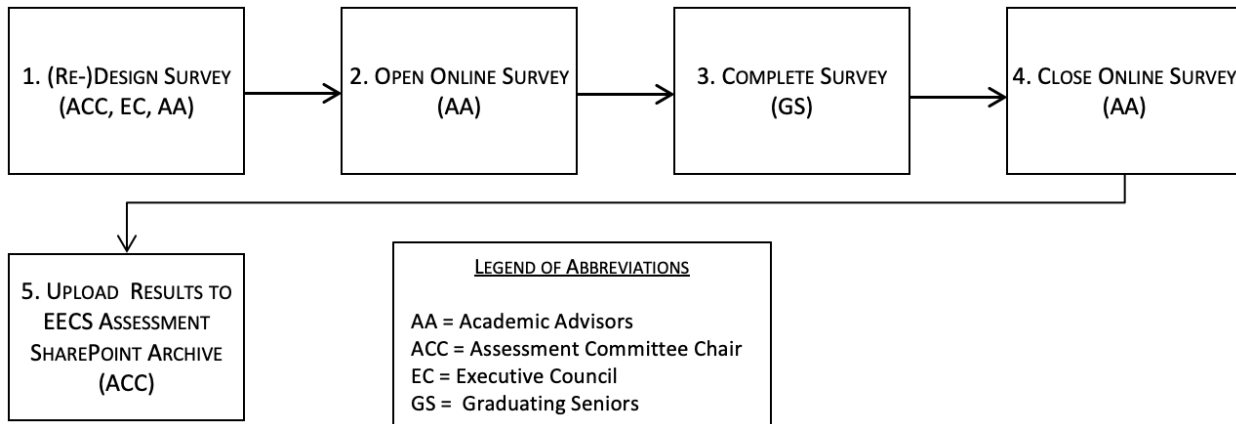 1. (RE-)DESIGN SURVEY
(ACC, EC, AA)
2. OPEN ONLINE SURVEY
(AA)
3. COMPLETE SURVEY
(GS)
4. CLOSE ONLINE SURVEY
(AA)
5. UPLOAD RESULTS TO
EECS ASSESSMENT
SHAREPOINT ARCHIVE
(ACC)
LEGEND OF ABBREVIATIONS
AA = Academic Advisors
ACC = Assessment Committee Chair
EC = Executive Council
GS = Graduating Seniors